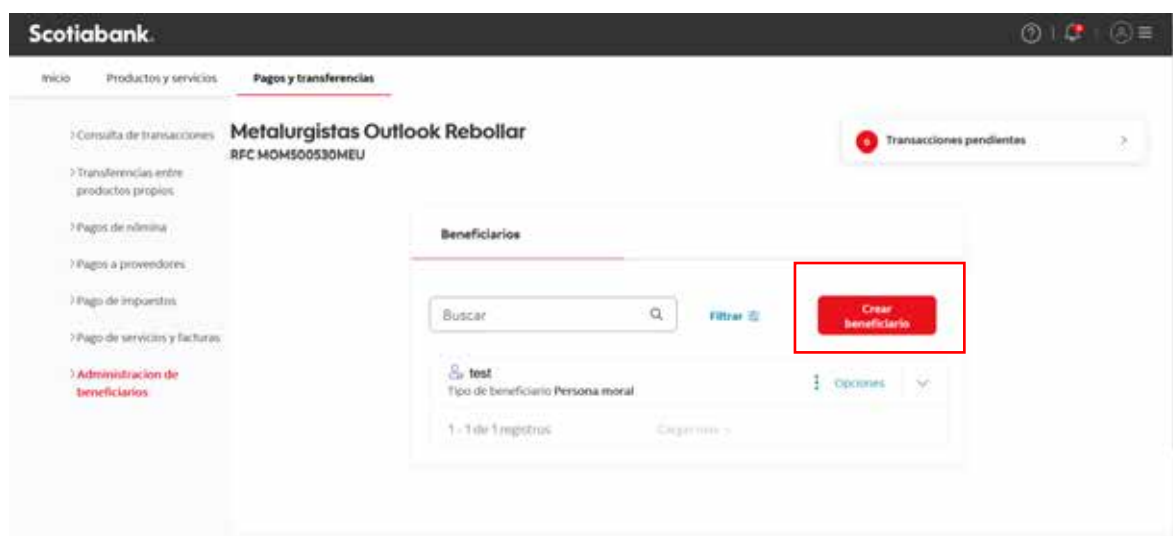 Scotiabank.
Inicio Productos y servicios Pagos y transferencias
Consulta de transacciones
Transferencias entre
productos propios
Pagos de nómina
Pagos a proveedores
Pago de impuestos
Pago de servicios y facturas
Administracion de
beneficiarios
Metalurgistas Outlook Rebollar
RFC MOM500530MEU
Transacciones pendientes
Beneficiarios
Buscar
Filtrar
Crear
beneficiario
test
Tipo de beneficiario Persona moral
Opciones
1 - 1 de 1 registros
Cargar más